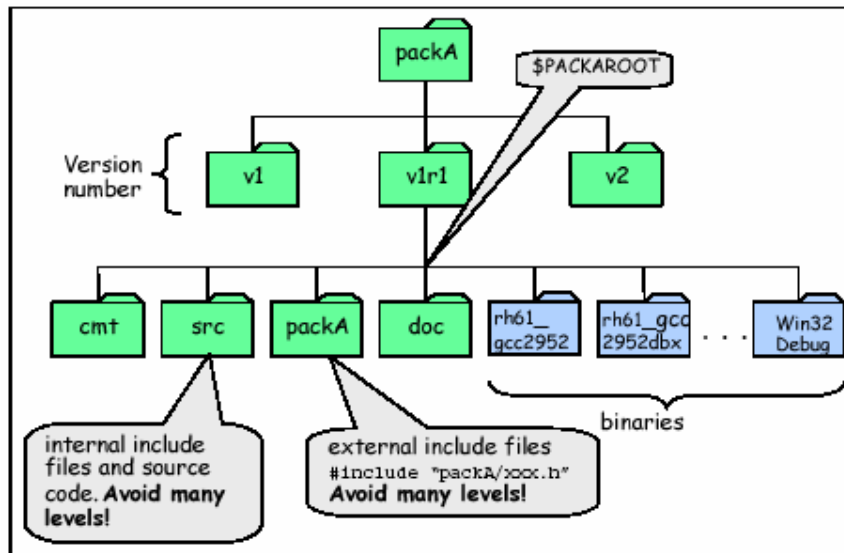 packA
$PACKAROOT
Version
number
v1
v1r1
v2
cmt
src
packA
doc
rh61_
gcc2952
rh61_gcc
2952dbx
. . .
Win32
Debug
binaries
internal include
files and source
code. Avoid many
levels!
external include files
#include "packA/xxx.h"
Avoid many levels!